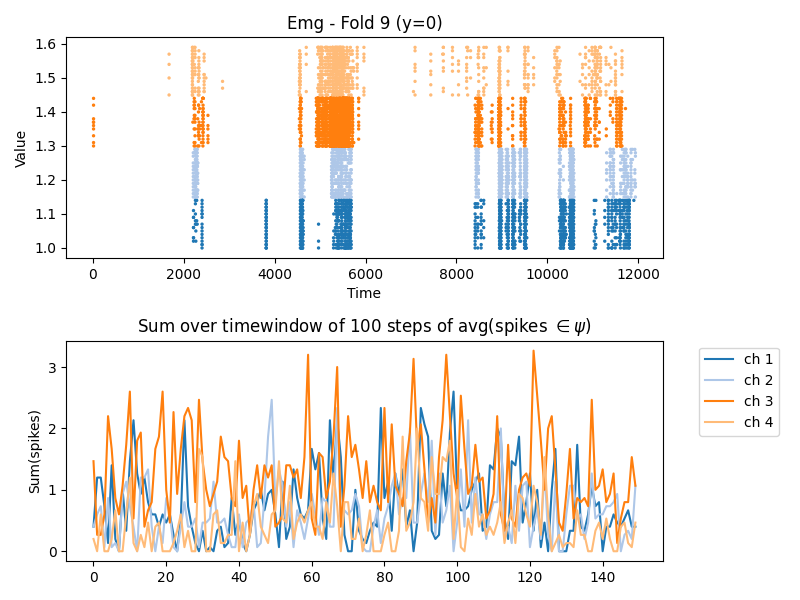 Emg - Fold 9 (y=0)
1.6
1.5
1.4
1.3
1.2
1.1
1.0
Value
0 2000 4000 6000 8000 10000 12000
Time
Sum over timewindow of 100 steps of avg(spikes ∈ ψ)
3
2
1
0
Sum(spikes)
0 20 40 60 80 100 120 140
ch 1
ch 2
ch 3
ch 4